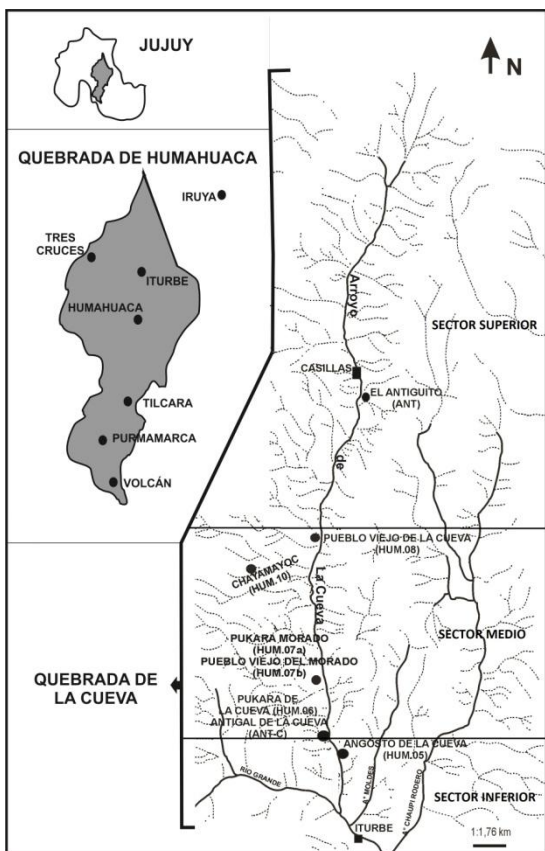 JUJUY
N
QUEBRADA DE HUMAHUACA
IRUYA
TRES
CRUCES
ITURBE
HUMAHUACA
TILCARA
PURMAMARCA
VOLCÁN
QUEBRADA DE
LA CUEVA
Arroyo
de
La Cueva
SECTOR SUPERIOR
CASILLAS
EL ANTIGUITO
(ANT)
PUEBLO VIEJO DE LA CUEVA
(HUM.08)
CHAYAMAYOC
(HUM.10)
SECTOR MEDIO
PUKARA MORADO
(HUM.07a)
PUEBLO VIEJO DEL MORADO
(HUM.07b)
PUKARA DE
LA CUEVA (HUM.06)
ANTIGAL DE LA CUEVA
(ANT-C)
ANGOSTO DE LA CUEVA
(HUM.05)
RÍO GRANDE
A° MOLDES
A° CHAUPI RODERO
SECTOR INFERIOR
ITURBE
1:1,76 km